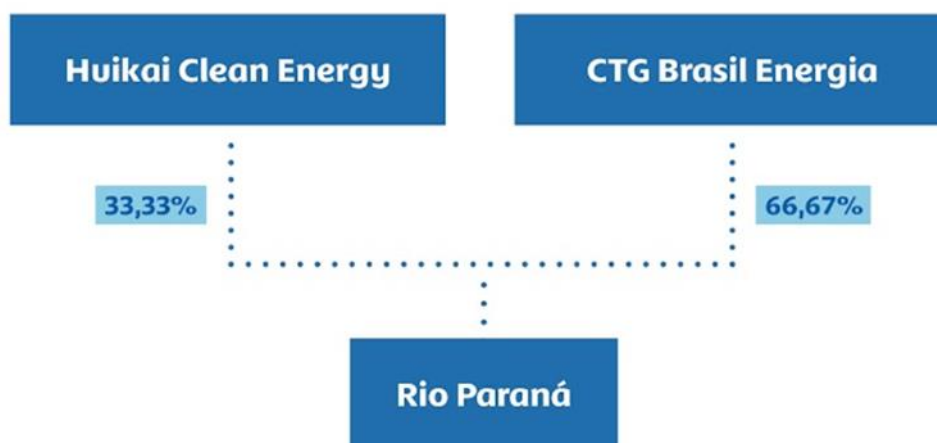 Huikai Clean Energy
CTG Brasil Energia
33,33%
66,67%
Rio Paraná